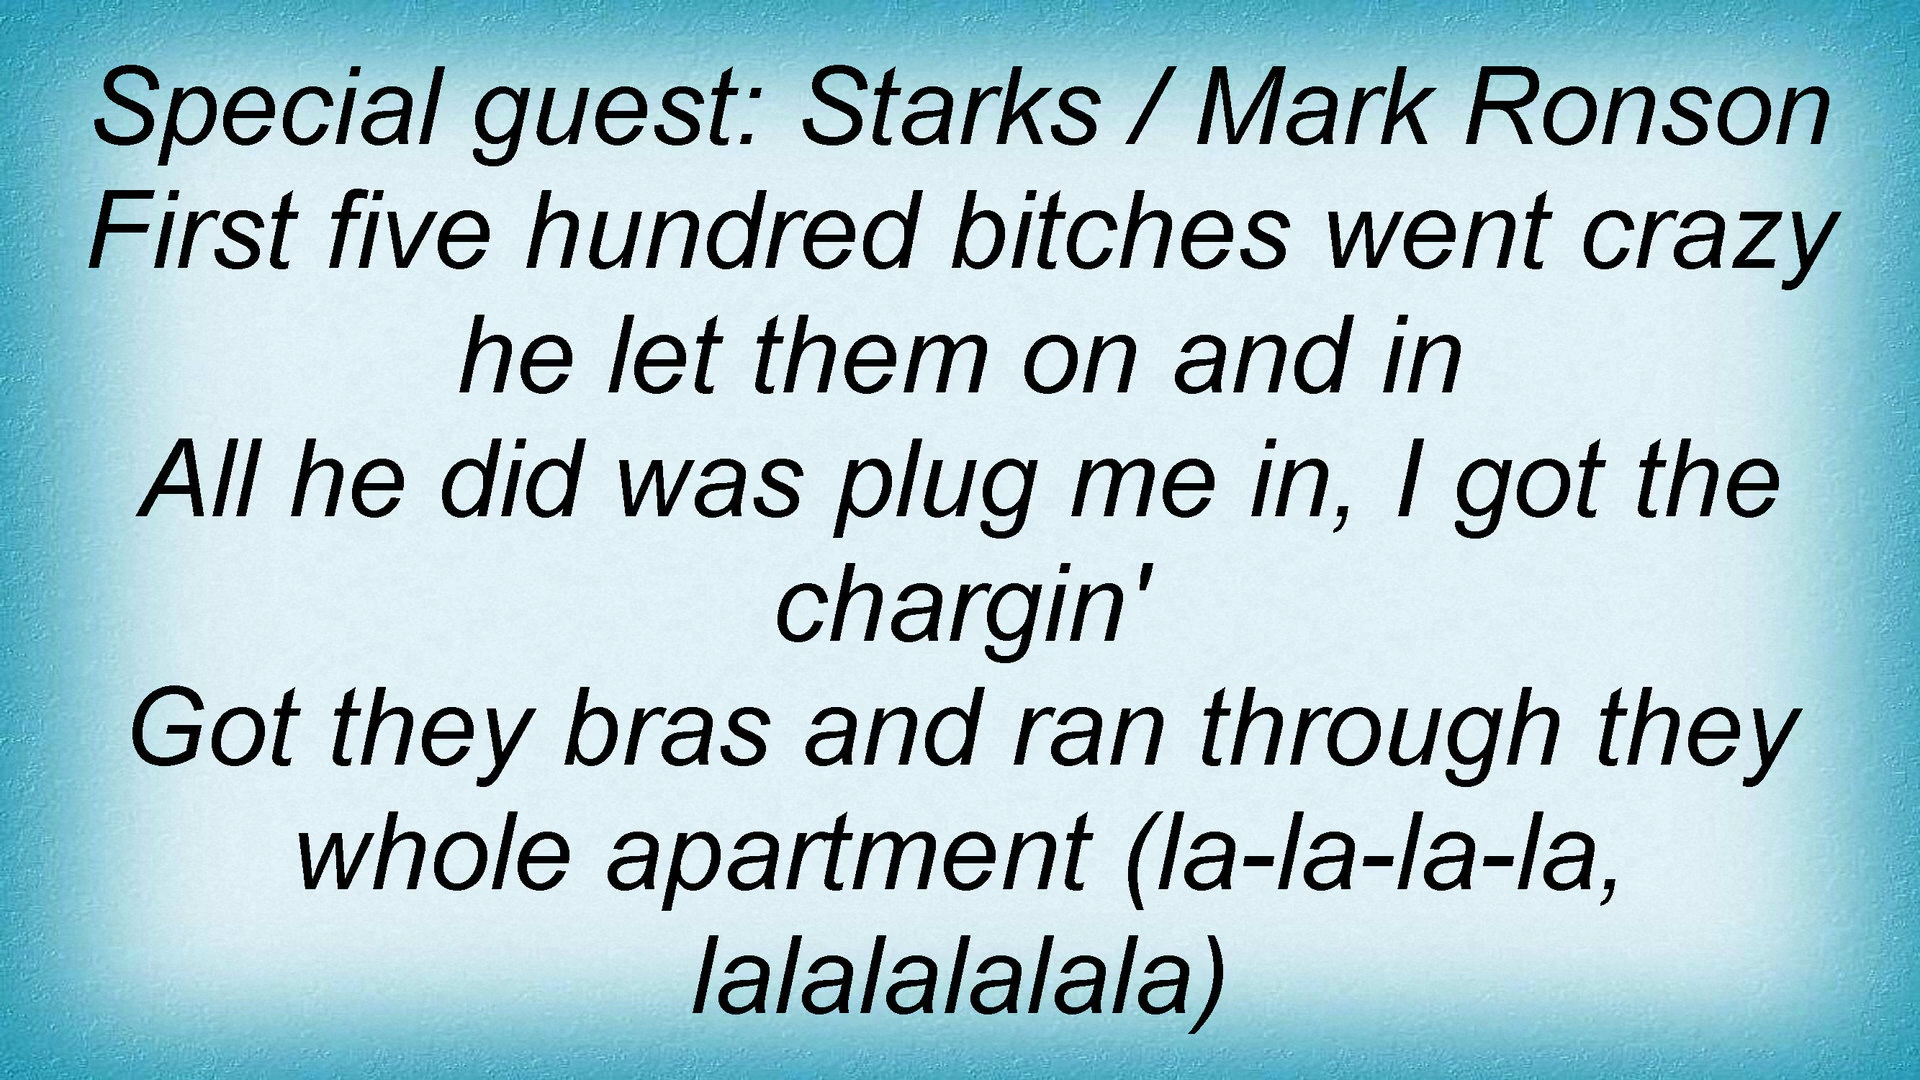 Special guest: Starks / Mark Ronson
First five hundred bitches went crazy
he let them on and in
All he did was plug me in, I got the
chargin'
Got they bras and ran through they
whole apartment (la-la-la-la,
lalalalalala)